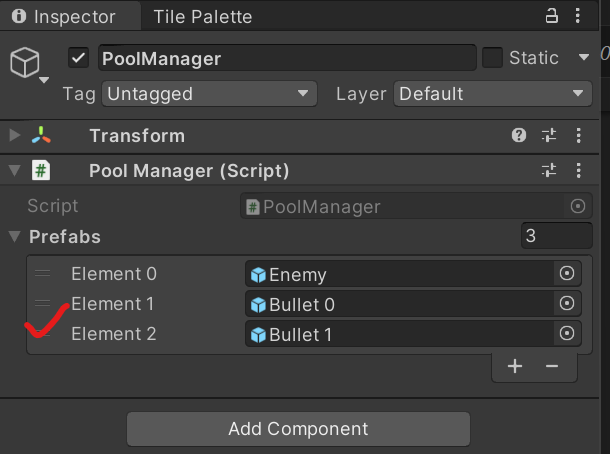 Inspector Tile Palette
PoolManager Static
Tag Untagged Layer Default
Transform
# Pool Manager (Script)
Script # PoolManager
Prefabs 3
Element 0 Enemy
Element 1 Bullet 0
Element 2 Bullet 1
+ −
Add Component